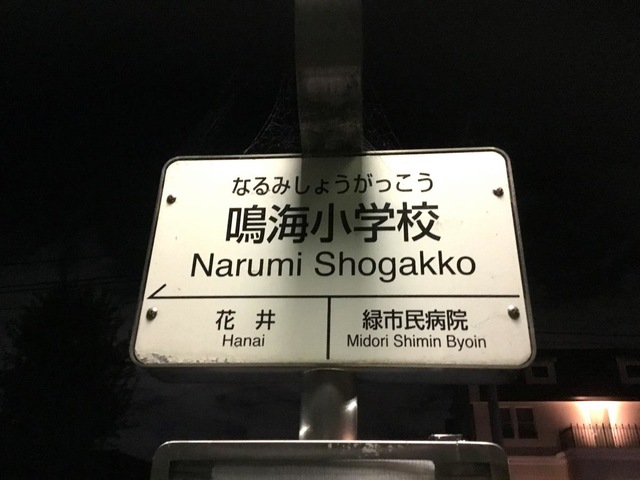 なるみしょうがっこう
鳴海小学校
Narumi Shogakko
花井
Hanai
緑市民病院
Midori Shimin Byoin